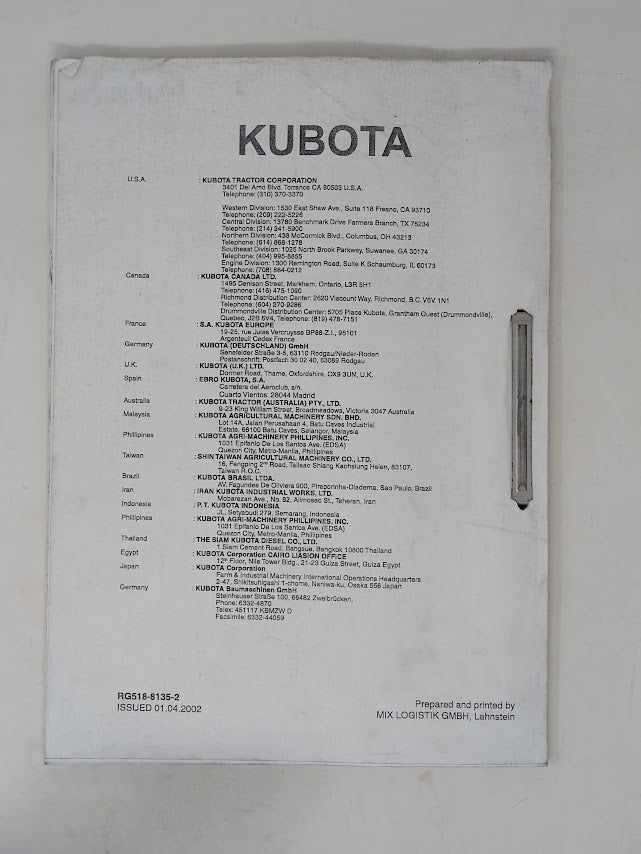 KUBOTA
U.S.A. : KUBOTA TRACTOR CORPORATION
3401 Del Amo Blvd. Torrance CA 90503 U.S.A.
Telephone: (310) 370-3370
Western Division: 1530 East Shaw Ave., Suite 118 Fresno, CA 93710
Telephone: (209) 222-5226
Central Division: 13780 Benchmark Drive Farmers Branch, TX 75234
Telephone: (214) 241-5900
Northern Division: 438 McCormick Blvd., Columbus, OH 43213
Telephone: (614) 868-1278
Southeast Division: 1025 North Brook Parkway, Suwanee, GA 30174
Telephone: (404) 995-8855
Engine Division: 1300 Remington Road, Suite K Schaumburg, IL 60173
Telephone: (708) 884-0212
Canada : KUBOTA CANADA LTD.
1495 Denison Street, Markham, Ontario, L3R 5H1
Telephone: (416) 475-1090
Richmond Distribution Center: 2620 Viscount Way, Richmond, B.C. V6V 1N1
Telephone: (604) 270-9286
Drummondville Distribution Center: 5705 Place Kubota, Grantham Ouest (Drummondville),
Quebec, J2B 6V4, Telephone: (819) 478-7151
France : S.A. KUBOTA EUROPE
19-25, rue Jules Vercruysse BP88-Z.I., 95101
Argenteuil Cedex France
Germany : KUBOTA (DEUTSCHLAND) GmbH
Senefelder Straße 3-5, 63110 Rodgau/Nieder-Roden
Postanschrift: Postfach 30 02 40, 63089 Rodgau
U.K. : KUBOTA (U.K.) LTD.
Dormer Road, Thame, Oxfordshire, OX9 3UN, U.K.
Spain : EBRO KUBOTA, S.A.
Carretera del Aeroclub, s/n.
Cuarto Vientos. 28044 Madrid
Australia : KUBOTA TRACTOR (AUSTRALIA) PTY., LTD.
9-23 King William Street, Broadmeadows, Victoria 3047 Australia
Malaysia : KUBOTA AGRICULTURAL MACHINERY SDN. BHD.
Lot 14A, Jalan Perusahaan 4, Batu Caves Industrial
Estate, 68100 Batu Caves, Selangor, Malaysia
Phillipines : KUBOTA AGRI-MACHINERY PHILLIPINES, INC.
1031 Epifanio De Los Santos Ave. (EDSA)
Quezon City, Metro-Manila, Phillipines
Taiwan : SHIN TAIWAN AGRICULTURAL MACHINERY CO., LTD.
16, Fengping 2nd Road, Taliao Shiang Kaohsiung Hsien, 83107,
Taiwan R.O.C.
Brazil : KUBOTA BRASIL LTDA.
AV. Fagundes De Oliviera 900, Piraporinha-Diadema, Sao Paulo, Brazil
Iran : IRAN KUBOTA INDUSTRIAL WORKS, LTD.
Mobarezan Ave., No. 82, Alimosec St., Teheran, Iran
Indonesia : P.T. KUBOTA INDONESIA
JL. Setyabudi 279, Semarang, Indonesia
Phillipines : KUBOTA AGRI-MACHINERY PHILLIPINES, INC.
1031 Epifanio De Los Santos Ave. (EDSA)
Quezon City, Metro-Manila, Phillipines
Thailand : THE SIAM KUBOTA DIESEL CO., LTD.
1 Siam Cement Road, Bangsue, Bangkok 10800 Thailand
Egypt : KUBOTA Corporation CAIRO LIASION OFFICE
12th Floor, Nile Tower Bldg., 21-23 Guiza Street, Guiza Egypt
Japan : KUBOTA Corporation
Farm & Industrial Machinery International Operations Headquarters
2-47, Shikitsuhigashi 1-chome, Naniwa-ku, Osaka 556 Japan
Germany : KUBOTA Baumaschinen GmbH
Steinhauser Straße 100, 66482 Zweibrücken,
Phone: 6332-4870
Telex: 451117 KBMZW D
Facsimile: 6332-44059
RG518-8135-2
ISSUED 01.04.2002
Prepared and printed by
MIX LOGISTIK GMBH, Lahnstein